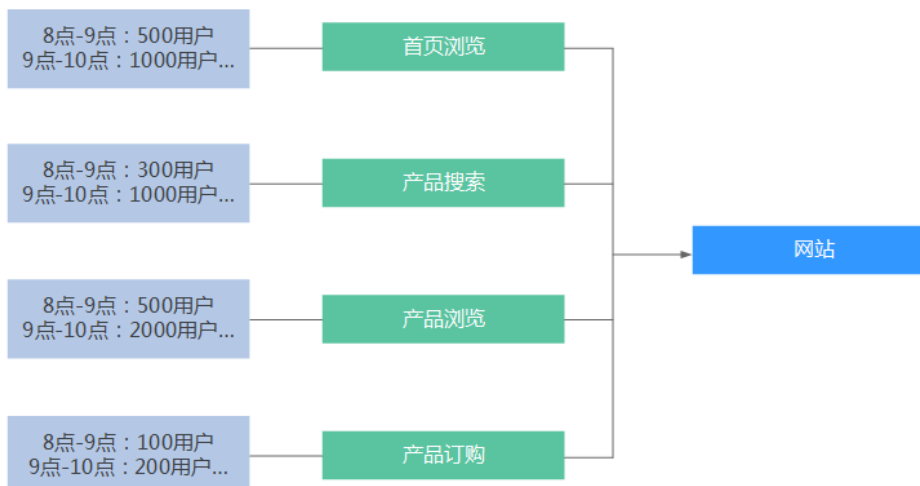 8点-9点：500用户
9点-10点：1000用户...
首页浏览
8点-9点：300用户
9点-10点：1000用户...
产品搜索
网站
8点-9点：500用户
9点-10点：2000用户...
产品浏览
8点-9点：100用户
9点-10点：200用户...
产品订购